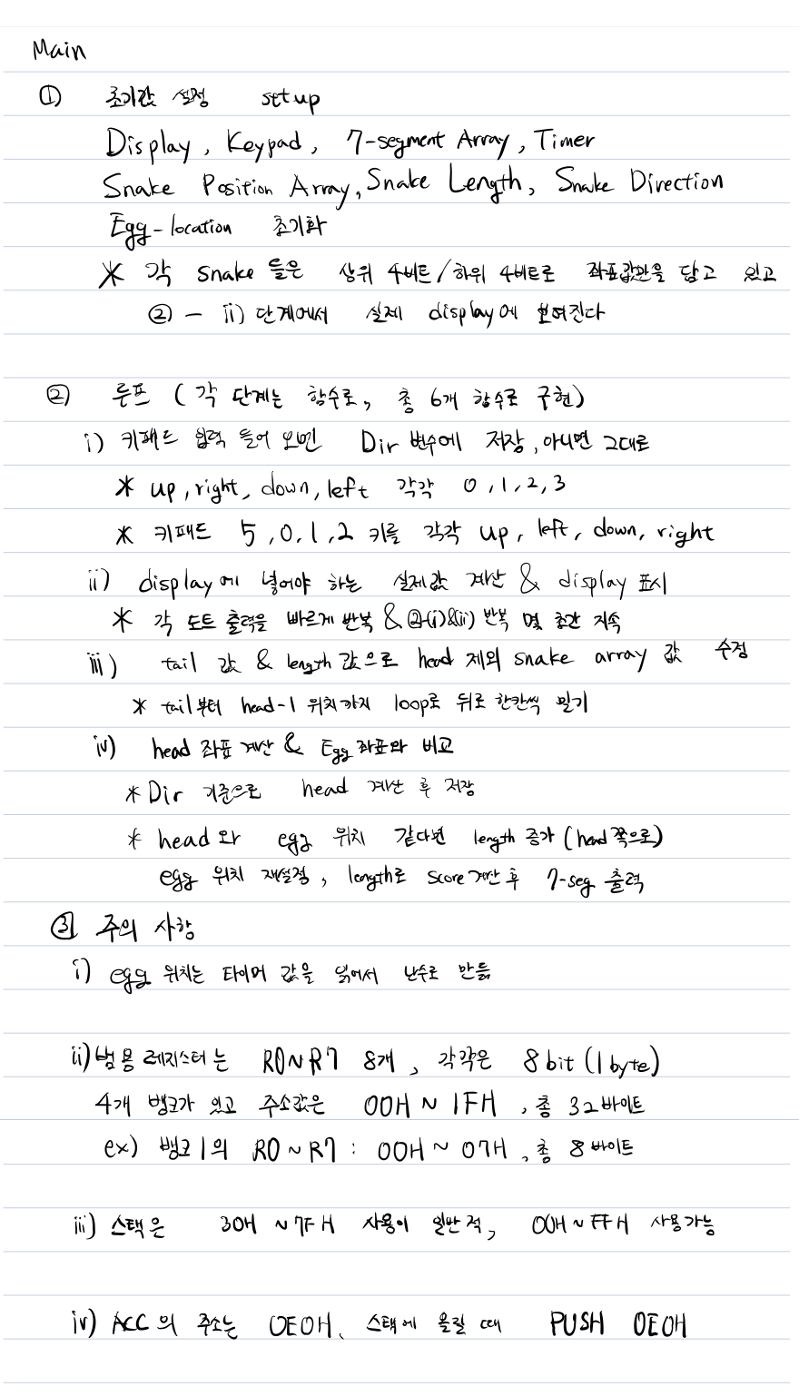 Main
① 초기값 설정 setup
Display, Keypad, 7-segment Array, Timer
Snake Position Array, Snake Length, Snake Direction
Egg-location 초기화
* 각 snake 들은 상위 4비트/하위 4비트로 좌표값만을 담고 있고
② - ii) 단계에서 실제 display에 보여진다
② 루프 (각 단계는 함수로, 총 6개 함수로 구현)
i) 키패드 입력 들어 오면 Dir 변수에 저장, 아니면 그대로
* up, right, down, left 각각 0, 1, 2, 3
* 키패드 5, 0, 1, 2 키를 각각 up, left, down, right
ii) display에 넣어야 하는 실제값 계산 & display 표시
* 각 도트 출력을 빠르게 반복 & ②-(i)&(ii) 반복 몇 초간 지속
iii) tail 값 & length 값으로 head 제외 snake array 값 수정
* tail부터 head-1 위치까지 loop로 뒤로 한칸씩 밀기
iv) head 좌표 계산 & Egg 좌표와 비교
* Dir 기준으로 head 계산 후 저장
* head와 egg 위치 같다면 length 증가 (head 쪽으로)
egg 위치 재설정, length로 score 계산 후 7-seg 출력
③ 주의 사항
i) egg 위치는 타이머 값을 읽어서 난수로 만듦
ii) 범용 레지스터는 R0~R7 8개, 각각은 8bit (1byte)
4개 뱅크가 있고 주소값은 00H ~ 1FH, 총 32바이트
ex) 뱅크1의 R0 ~ R7 : 00H ~ 07H, 총 8바이트
iii) 스택은 30H ~ 7FH 사용이 일반적, 00H ~ FFH 사용가능
iv) ACC의 주소는 0E0H, 스택에 올릴 때 PUSH 0E0H